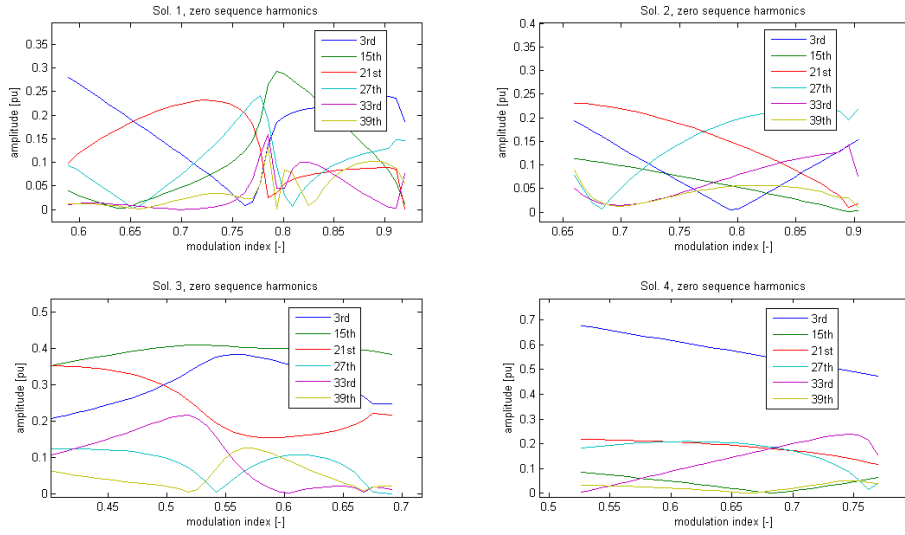 Sol. 1, zero sequence harmonics
amplitude [pu]
0.35
0.3
0.25
0.2
0.15
0.1
0.05
0
0.6
0.65
0.7
0.75
0.8
0.85
0.9
modulation index [-]
3rd
15th
21st
27th
33rd
39th
Sol. 2, zero sequence harmonics
amplitude [pu]
0.4
0.35
0.3
0.25
0.2
0.15
0.1
0.05
0
0.65
0.7
0.75
0.8
0.85
0.9
modulation index [-]
3rd
15th
21st
27th
33rd
39th
Sol. 3, zero sequence harmonics
amplitude [pu]
0.5
0.4
0.3
0.2
0.1
0
0.45
0.5
0.55
0.6
0.65
0.7
modulation index [-]
3rd
15th
21st
27th
33rd
39th
Sol. 4, zero sequence harmonics
amplitude [pu]
0.7
0.6
0.5
0.4
0.3
0.2
0.1
0
0.5
0.55
0.6
0.65
0.7
0.75
modulation index [-]
3rd
15th
21st
27th
33rd
39th